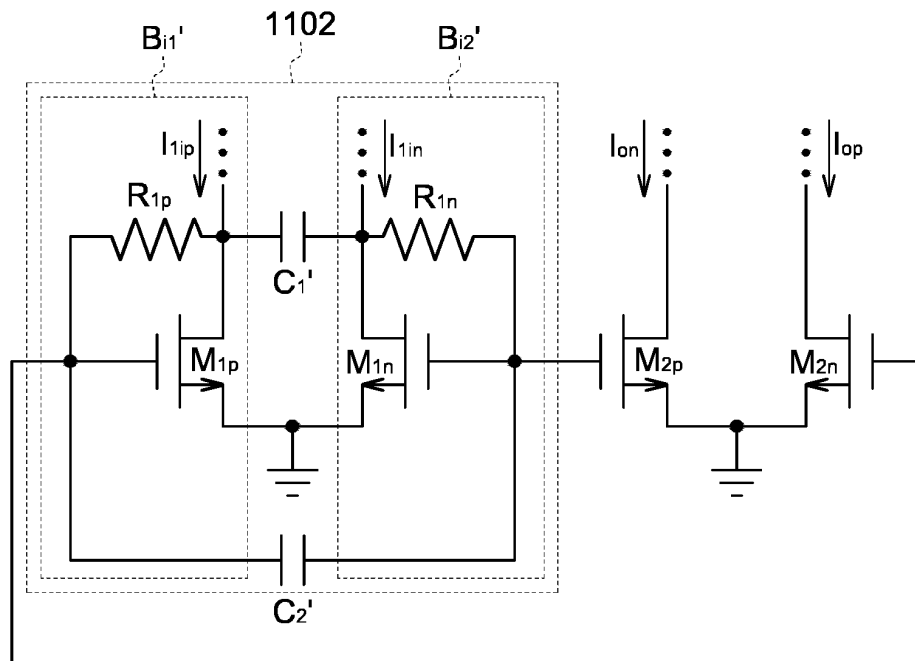 1102
Bi1'
Bi2'
I1ip
I1in
Ion
Iop
R1p
R1n
C1'
M1p
M1n
M2p
M2n
C2'